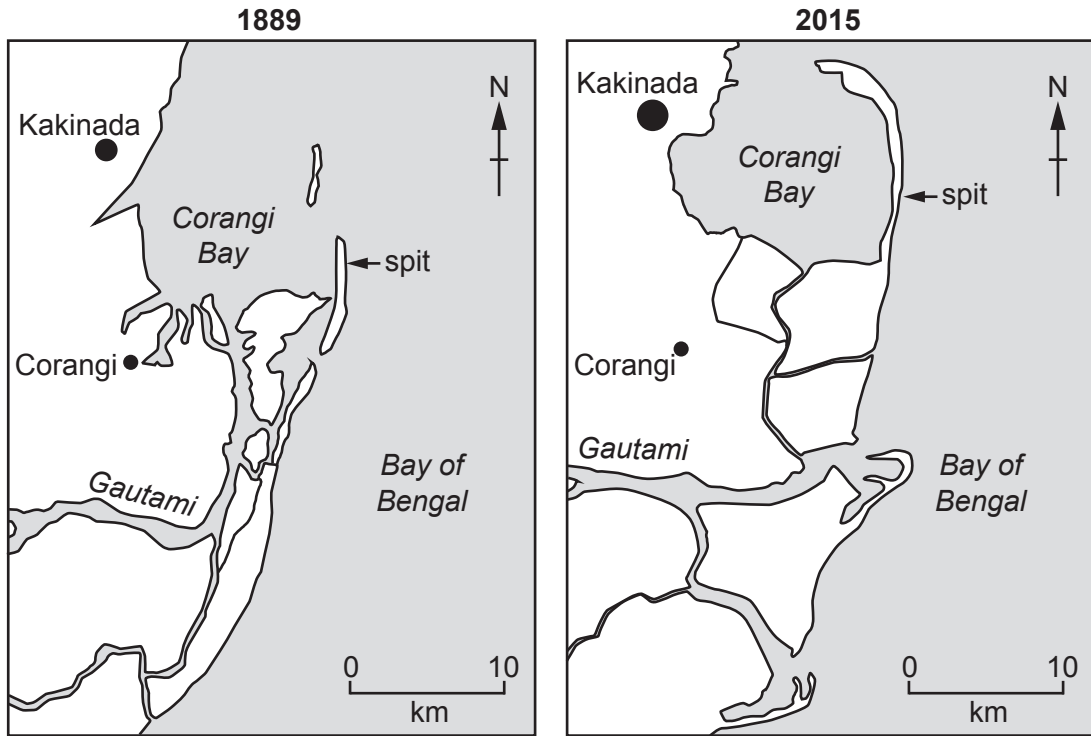 1889
N
Kakinada
Corangi
Bay
spit
Corangi
Gautami
Bay of
Bengal
0 10
km
2015
N
Kakinada
Corangi
Bay
spit
Corangi
Gautami
Bay of
Bengal
0 10
km